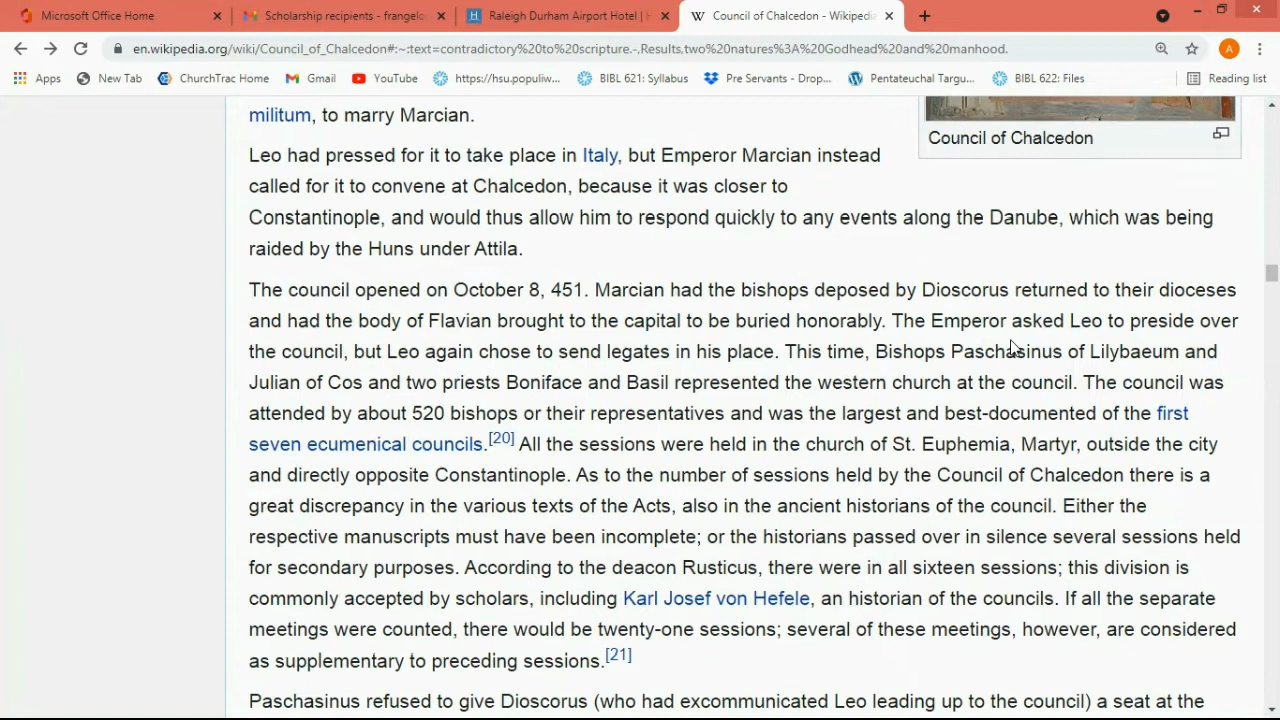 Microsoft Office Home
Scholarship recipients - frangelo
Raleigh Durham Airport Hotel | H
W Council of Chalcedon - Wikipedia
en.wikipedia.org/wiki/Council_of_Chalcedon#:~:text=contradictory%20to%20scripture.-,Results,two%20natures%3A%20Godhead%20and%20manhood.
A
Apps New Tab ChurchTrac Home Gmail YouTube https://hsu.populiw... BIBL 621: Syllabus Pre Servants - Drop... Pentateuchal Targu... BIBL 622: Files Reading list
militum, to marry Marcian.
Council of Chalcedon
Leo had pressed for it to take place in Italy, but Emperor Marcian instead
called for it to convene at Chalcedon, because it was closer to
Constantinople, and would thus allow him to respond quickly to any events along the Danube, which was being
raided by the Huns under Attila.
The council opened on October 8, 451. Marcian had the bishops deposed by Dioscorus returned to their dioceses
and had the body of Flavian brought to the capital to be buried honorably. The Emperor asked Leo to preside over
the council, but Leo again chose to send legates in his place. This time, Bishops Paschasinus of Lilybaeum and
Julian of Cos and two priests Boniface and Basil represented the western church at the council. The council was
attended by about 520 bishops or their representatives and was the largest and best-documented of the first
seven ecumenical councils.[20] All the sessions were held in the church of St. Euphemia, Martyr, outside the city
and directly opposite Constantinople. As to the number of sessions held by the Council of Chalcedon there is a
great discrepancy in the various texts of the Acts, also in the ancient historians of the council. Either the
respective manuscripts must have been incomplete; or the historians passed over in silence several sessions held
for secondary purposes. According to the deacon Rusticus, there were in all sixteen sessions; this division is
commonly accepted by scholars, including Karl Josef von Hefele, an historian of the councils. If all the separate
meetings were counted, there would be twenty-one sessions; several of these meetings, however, are considered
as supplementary to preceding sessions.[21]
Paschasinus refused to give Dioscorus (who had excommunicated Leo leading up to the council) a seat at the